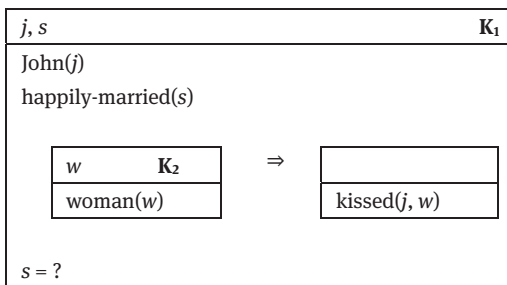 j, s K₁
John(j)
happily-married(s)
w K₂ ⇒
woman(w) kissed(j, w)
s = ?